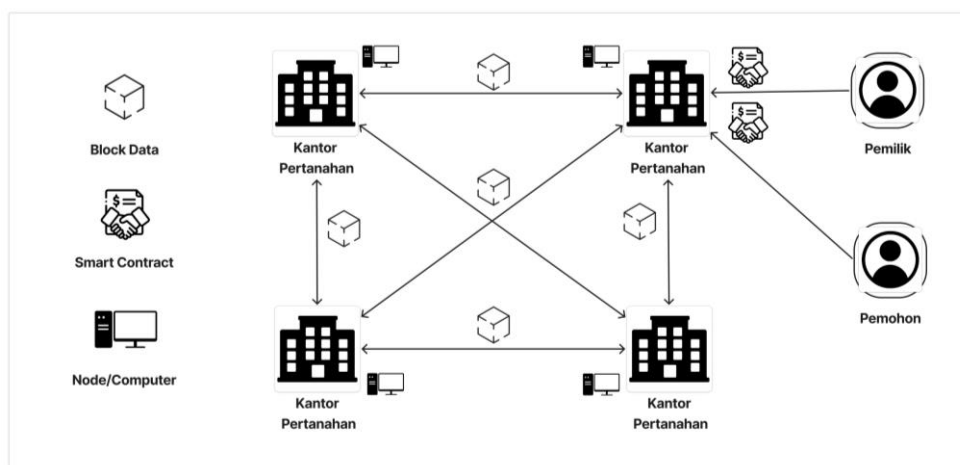 Block Data
Smart Contract
Node/Computer
Kantor
Pertanahan
Kantor
Pertanahan
Pemilik
Pemohon
Kantor
Pertanahan
Kantor
Pertanahan